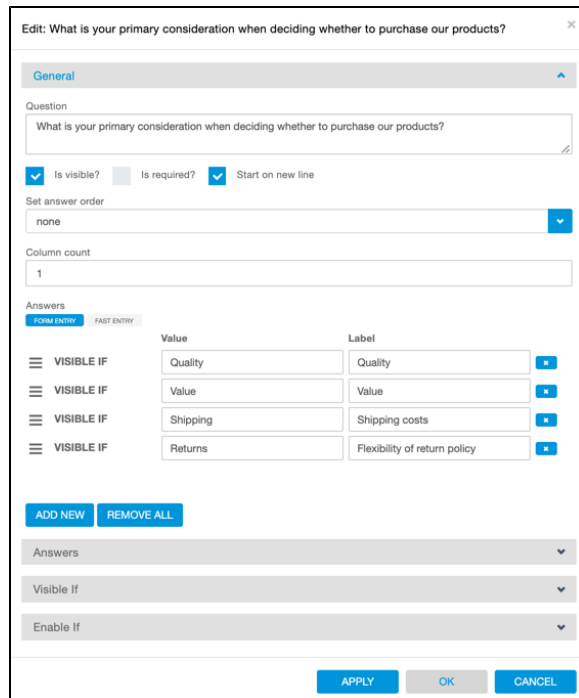 Edit: What is your primary consideration when deciding whether to purchase our products? ×
General
Question
What is your primary consideration when deciding whether to purchase our products?
Is visible? Is required? Start on new line
Set answer order
none
Column count
1
Answers
FORM ENTRY FAST ENTRY
Value Label
VISIBLE IF Quality Quality
VISIBLE IF Value Value
VISIBLE IF Shipping Shipping costs
VISIBLE IF Returns Flexibility of return policy
ADD NEW REMOVE ALL
Answers
Visible If
Enable If
APPLY OK CANCEL